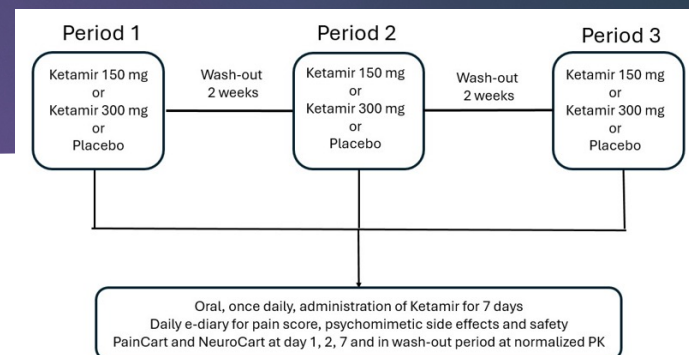 Period 1
Period 2
Period 3
Ketamir 150 mg
or
Ketamir 300 mg
or
Placebo
Wash-out
2 weeks
Ketamir 150 mg
or
Ketamir 300 mg
or
Placebo
Wash-out
2 weeks
Ketamir 150 mg
or
Ketamir 300 mg
or
Placebo
Oral, once daily, administration of Ketamir for 7 days
Daily e-diary for pain score, psychomimetic side effects and safety
PainCart and NeuroCart at day 1, 2, 7 and in wash-out period at normalized PK